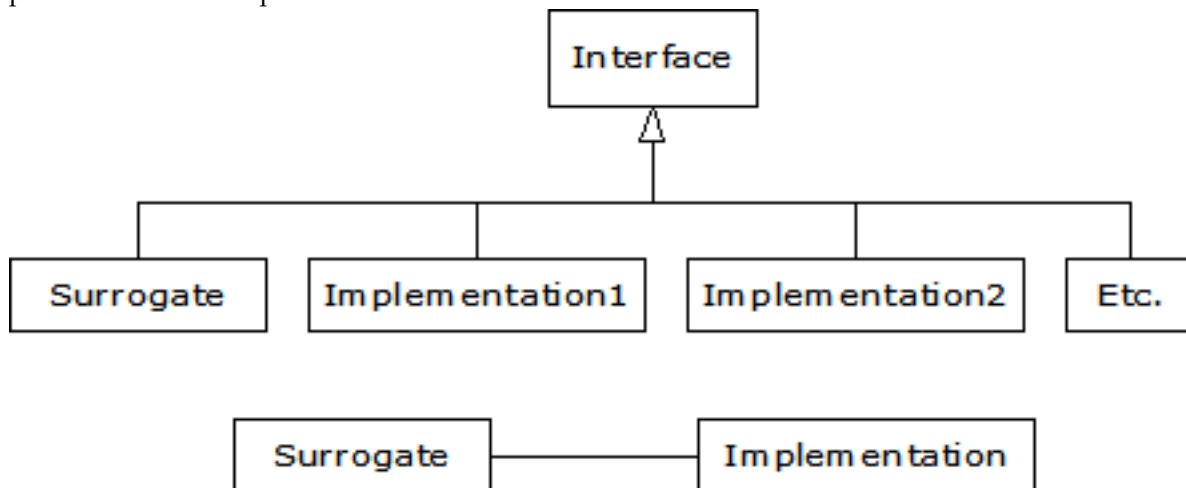 Interface
Surrogate Implementation1 Implementation2 Etc.
Surrogate Implementation